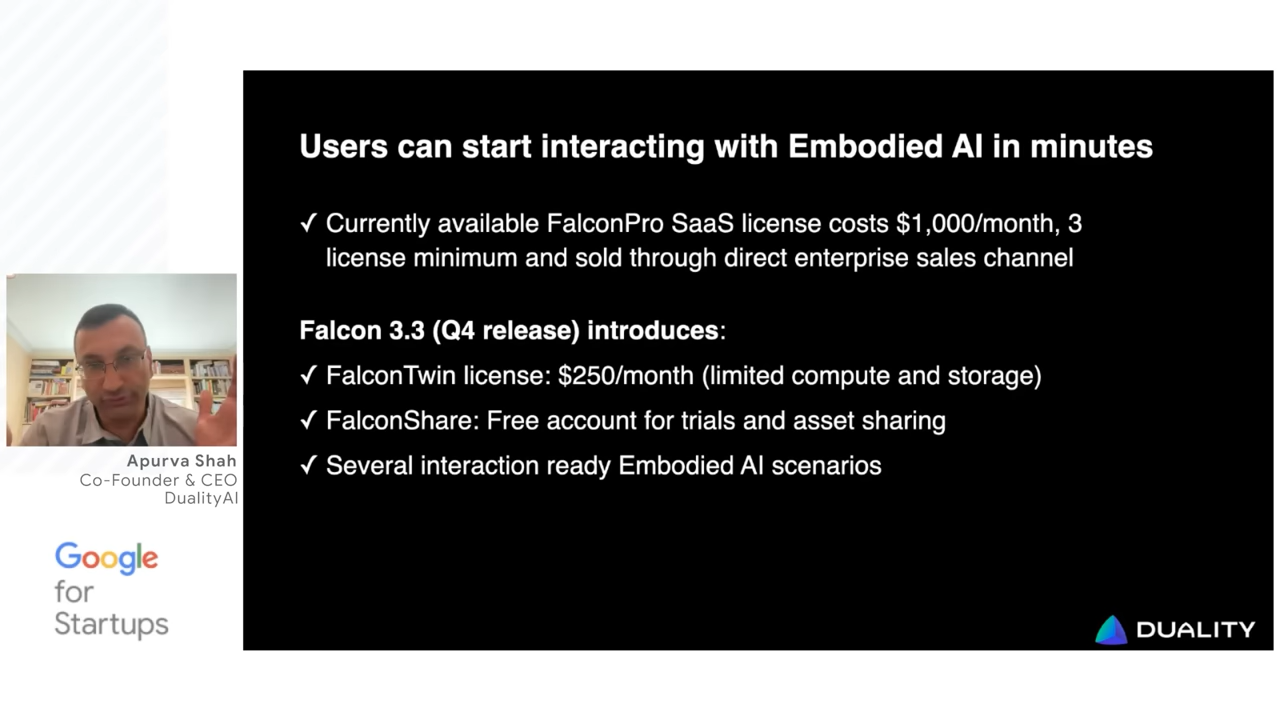 Users can start interacting with Embodied AI in minutes
✓ Currently available FalconPro SaaS license costs $1,000/month, 3
license minimum and sold through direct enterprise sales channel
Falcon 3.3 (Q4 release) introduces:
✓ FalconTwin license: $250/month (limited compute and storage)
✓ FalconShare: Free account for trials and asset sharing
✓ Several interaction ready Embodied AI scenarios
Apurva Shah
Co-Founder & CEO
DualityAI
Google
for
Startups
DUALITY